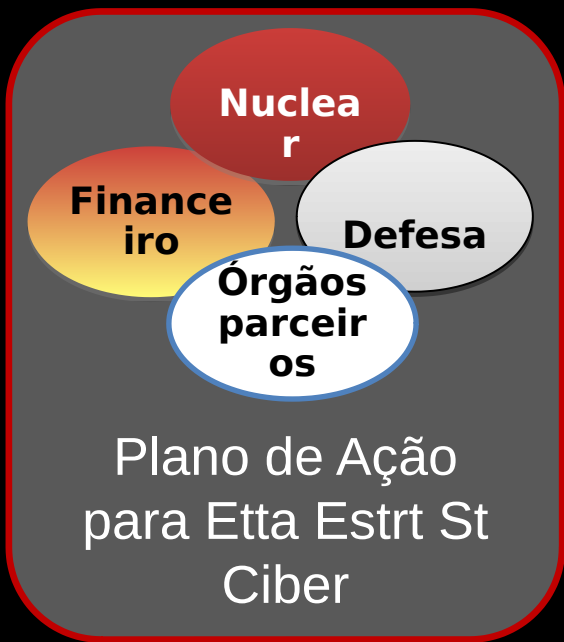 Nuclea
r
Finance
iro
Defesa
Órgãos
parceir
os
Plano de Ação
para Etta Estrt St
Ciber